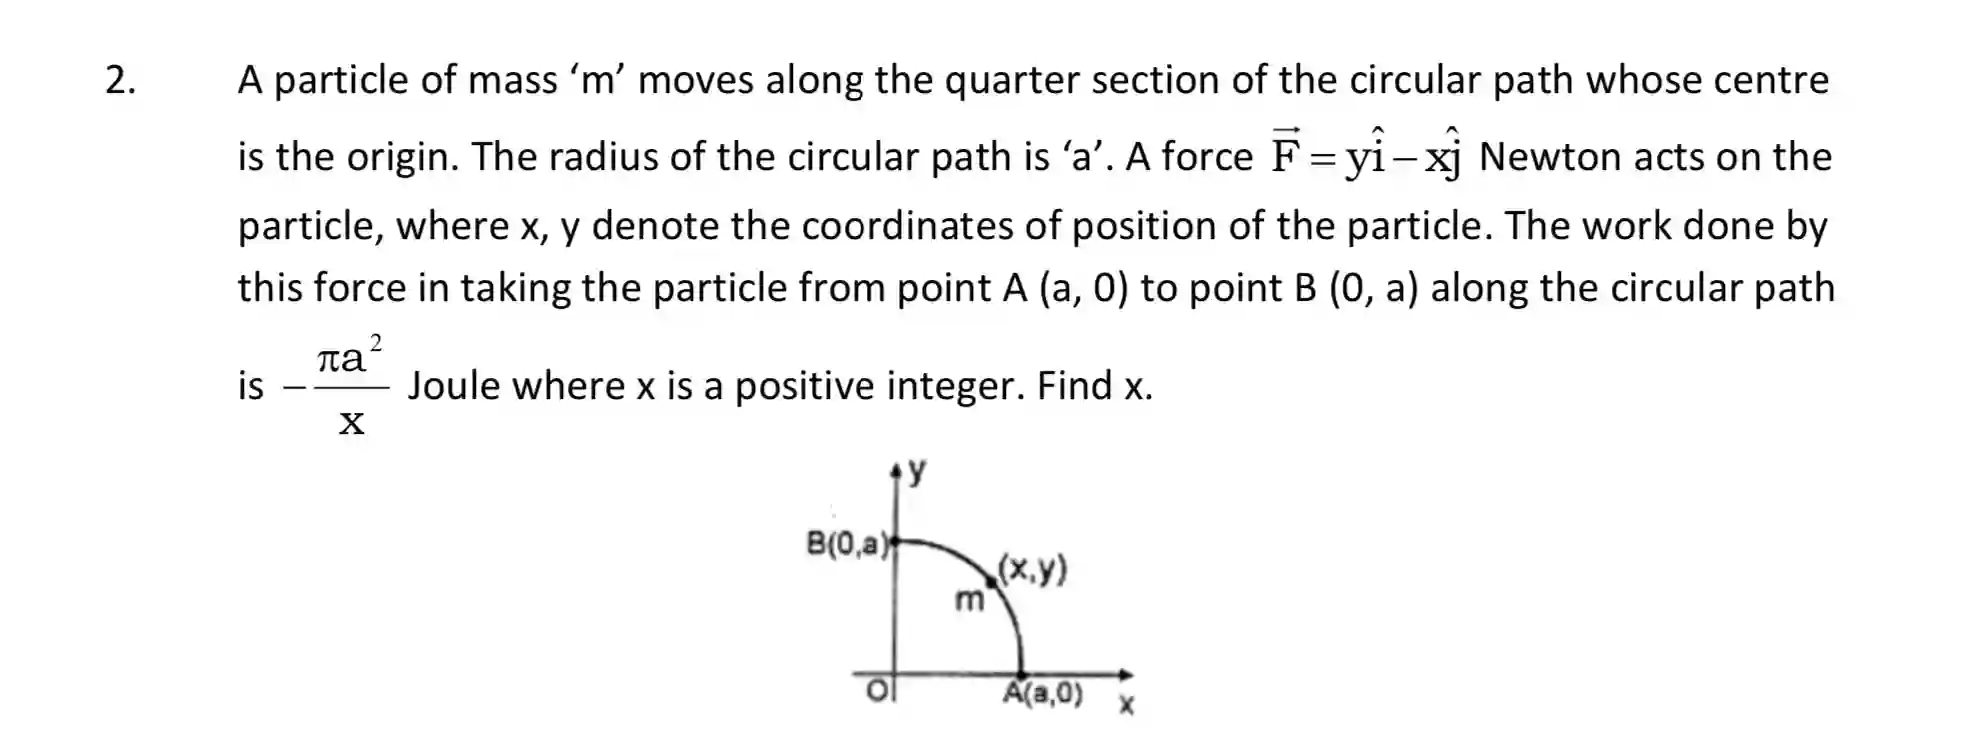 2. A particle of mass ‘m’ moves along the quarter section of the circular path whose centre
is the origin. The radius of the circular path is ‘a’. A force $\vec{F} = y\hat{i} - x\hat{j}$ Newton acts on the
particle, where x, y denote the coordinates of position of the particle. The work done by
this force in taking the particle from point A (a, 0) to point B (0, a) along the circular path
is $-\frac{\pi a^2}{x}$ Joule where x is a positive integer. Find x.
y
B(0,a)
(x,y)
m
O
A(a,0)
x